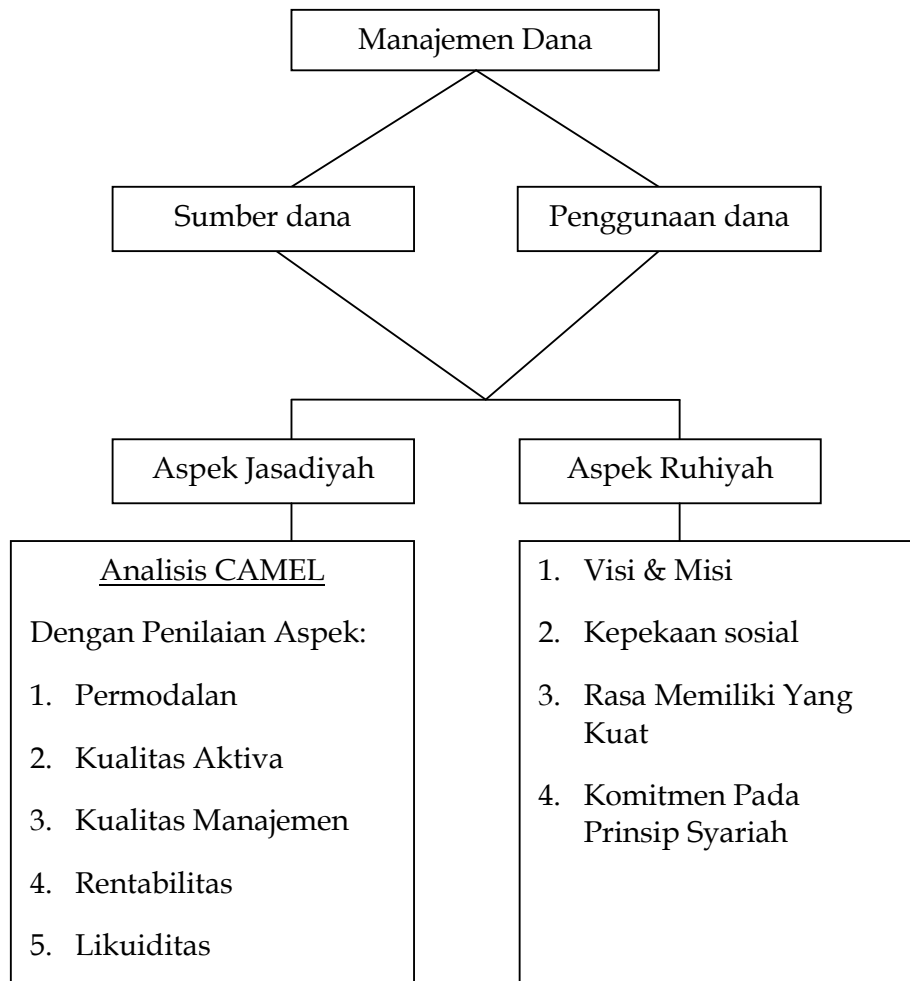 Manajemen Dana
Sumber dana
Penggunaan dana
Aspek Jasadiyah
Aspek Ruhiyah
Analisis CAMEL
Dengan Penilaian Aspek:
1. Permodalan
2. Kualitas Aktiva
3. Kualitas Manajemen
4. Rentabilitas
5. Likuiditas
1. Visi & Misi
2. Kepekaan sosial
3. Rasa Memiliki Yang
Kuat
4. Komitmen Pada
Prinsip Syariah